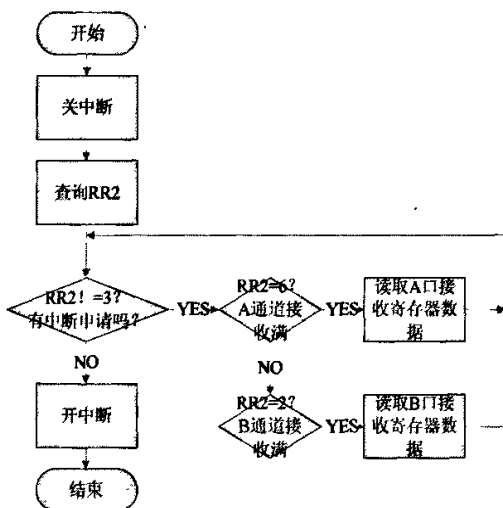 开始
关中断
查询RR2
RR2！=3？
有中断申请吗？
YES
RR2=6？
A通道接
收满
读取A口接
收寄存器数
据
NO
NO
开中断
RR2=2？
B通道接
收满
YES
读取B口接
收寄存器数
据
结束